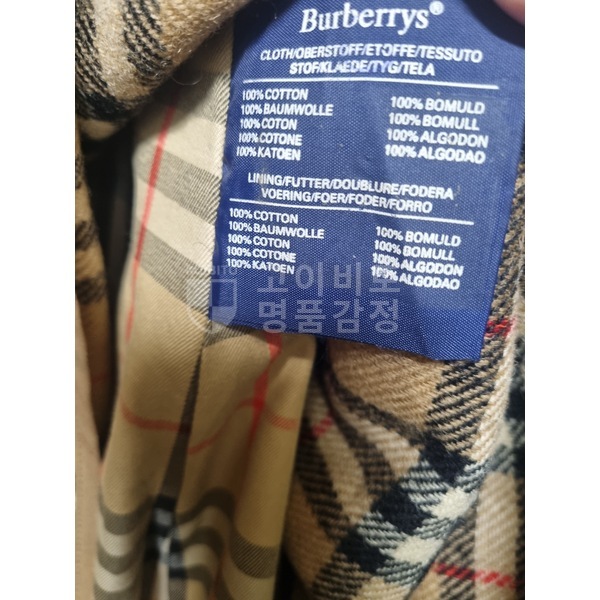 Burberrys®
CLOTH/OBERSTOFF/ETOFFE/TESSUTO
STOF/KLAEDE/TYG/TELA
100% COTTON 100% BOMULD
100% BAUMWOLLE 100% BOMULL
100% COTON 100% ALGODON
100% COTONE 100% ALGODAO
100% KATOEN
LINING/FUTTER/DOUBLURE/FODERA
VOERING/FOER/FODER/FORRO
100% COTTON 100% BOMULD
100% BAUMWOLLE 100% BOMULL
100% COTON 100% ALGODON
100% COTONE 100% ALGODAO
100% KATOEN
고이비토
명품감정